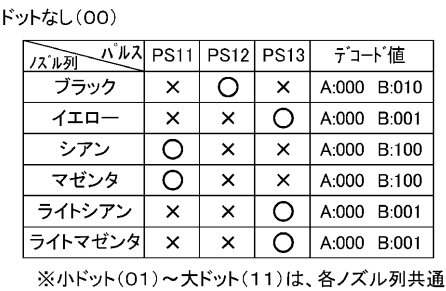 ドットなし(00)
ノズル列 パルス PS11 PS12 PS13 デコード値
ブラック × ○ × A:000 B:010
イエロー × × ○ A:000 B:001
シアン ○ × × A:000 B:100
マゼンタ ○ × × A:000 B:100
ライトシアン × × ○ A:000 B:001
ライトマゼンタ × × ○ A:000 B:001
※小ドット(01)～大ドット(11)は、各ノズル列共通